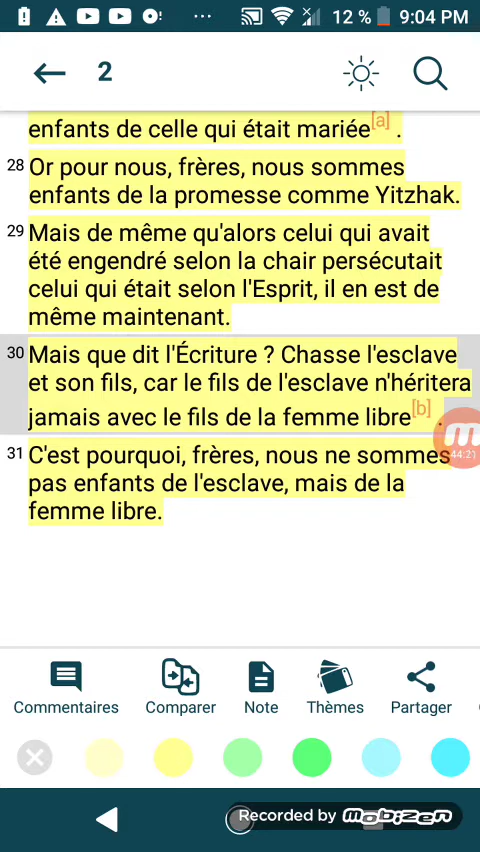 12 % 9:04 PM
2
enfants de celle qui était mariée[a] .
28 Or pour nous, frères, nous sommes
enfants de la promesse comme Yitzhak.
29 Mais de même qu'alors celui qui avait
été engendré selon la chair persécutait
celui qui était selon l'Esprit, il en est de
même maintenant.
30 Mais que dit l'Écriture ? Chasse l'esclave
et son fils, car le fils de l'esclave n'héritera
jamais avec le fils de la femme libre[b] .
44:21
31 C'est pourquoi, frères, nous ne sommes
pas enfants de l'esclave, mais de la
femme libre.
Commentaires Comparer Note Thèmes Partager
Recorded by Mobizen